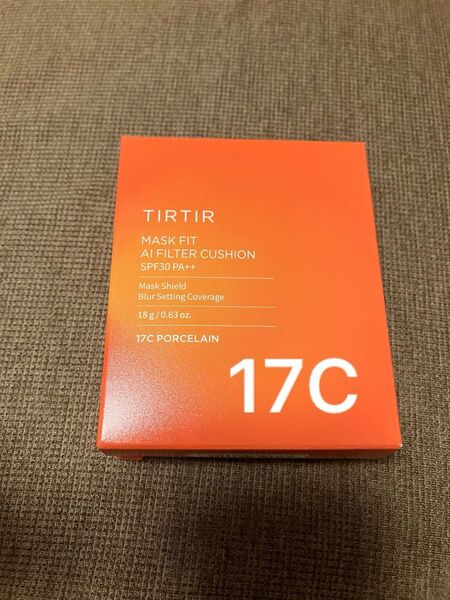 TIRTIR
MASK FIT
AI FILTER CUSHION
SPF30 PA++
Mask Shield
Blur Setting Coverage
18 g / 0.63 oz.
17C PORCELAIN
17C